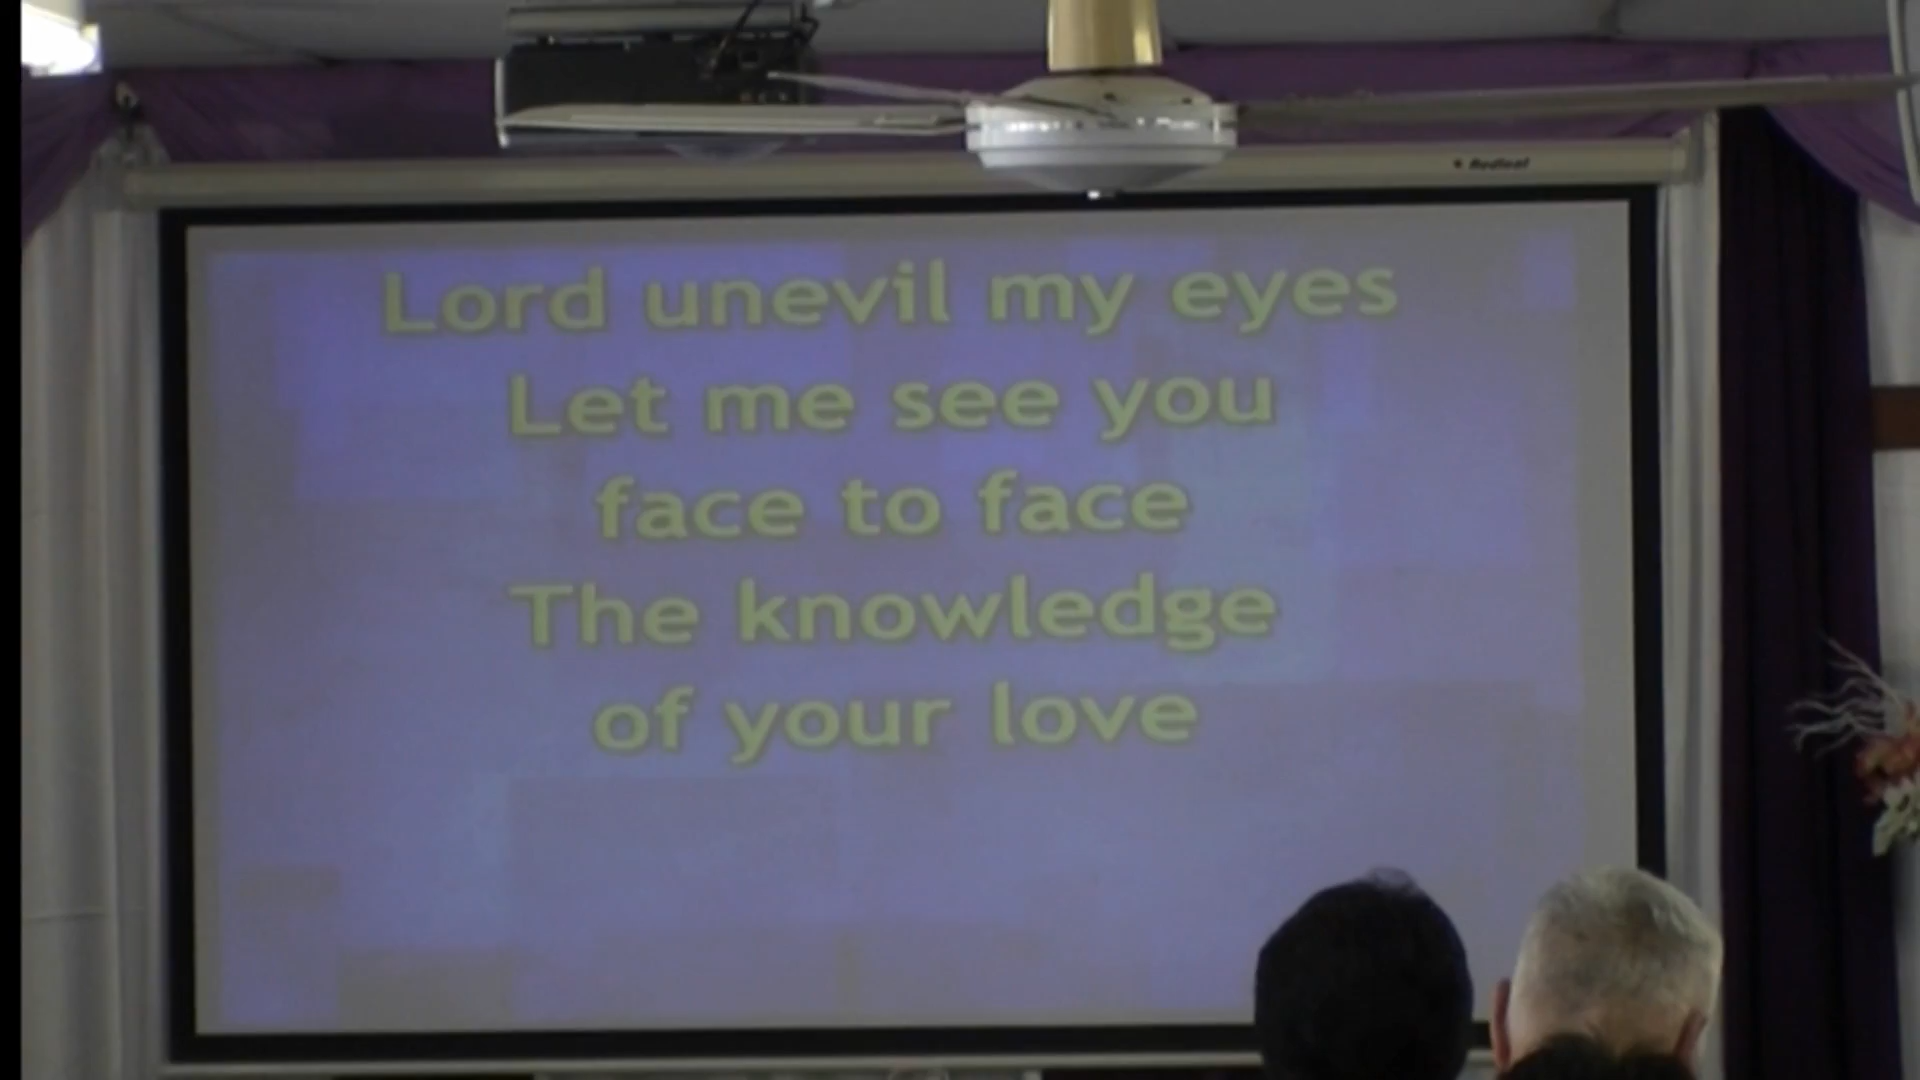 Lord unevil my eyes
Let me see you
face to face
The knowledge
of your love